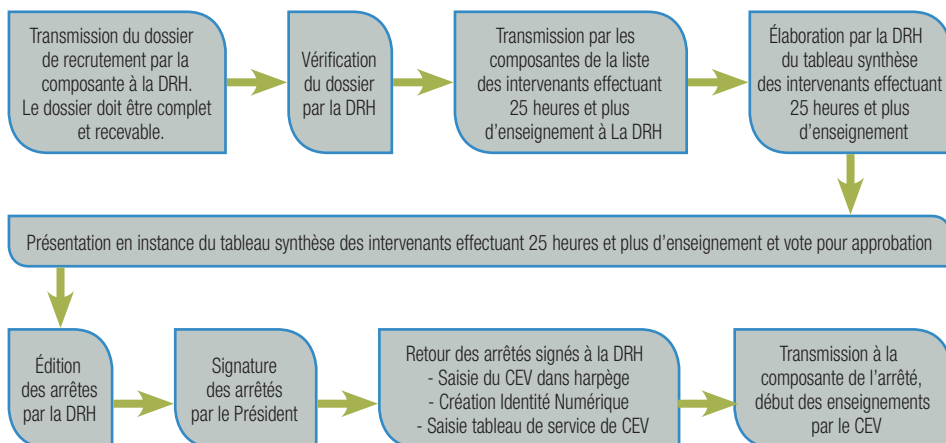 Transmission du dossier
de recrutement par la
composante à la DRH.
Le dossier doit être complet
et recevable.
Vérification
du dossier
par la DRH
Transmission par les
composantes de la liste
des intervenants effectuant
25 heures et plus
d'enseignement à La DRH
Élaboration par la DRH
du tableau synthèse
des intervenants effectuant
25 heures et plus
d'enseignement
Présentation en instance du tableau synthèse des intervenants effectuant 25 heures et plus d'enseignement et vote pour approbation
Édition
des arrêtes
par la DRH
Signature
des arrêtés
par le Président
Retour des arrêtés signés à la DRH
- Saisie du CEV dans harpège
- Création Identité Numérique
- Saisie tableau de service de CEV
Transmission à la
composante de l'arrêté,
début des enseignements
par le CEV